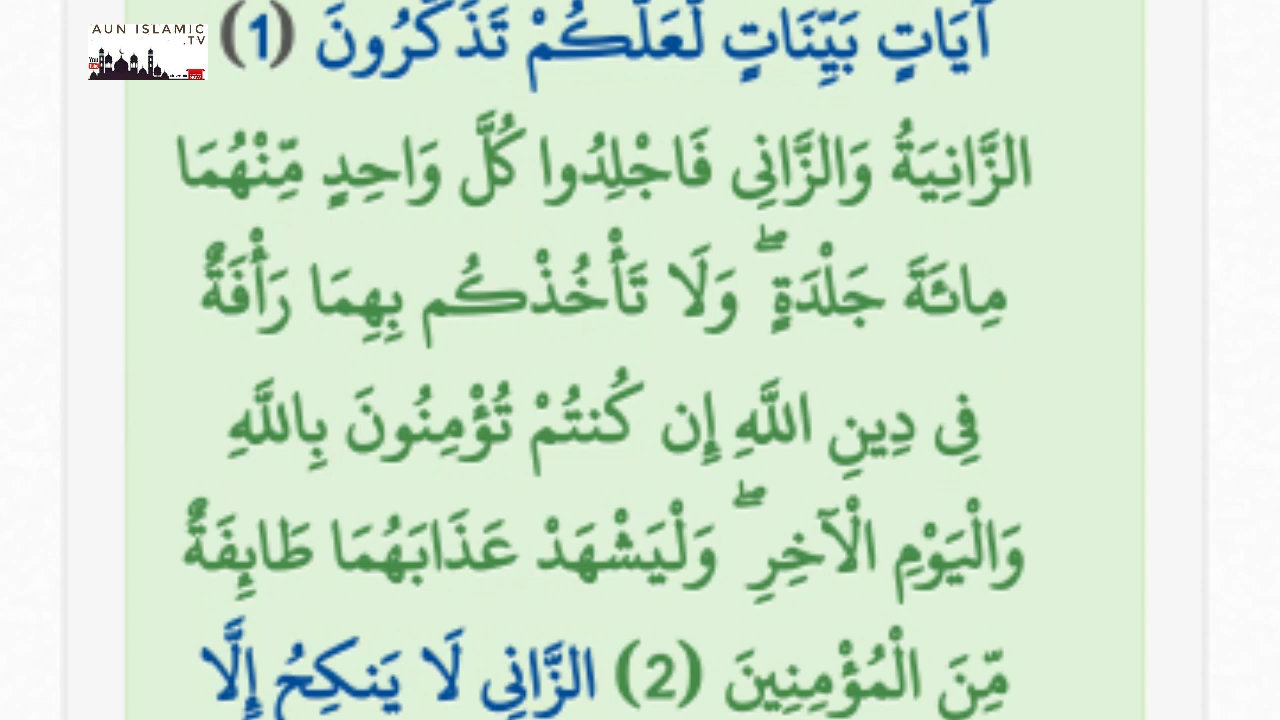 AUN ISLAMIC
.TV
آيَاتٍ بَيِّنَاتٍ لَّعَلَّكُمْ تَذَكَّرُونَ (1)
الزَّانِيَةُ وَالزَّانِى فَاجْلِدُوا كُلَّ وَاحِدٍ مِّنْهُمَا
مِائَةَ جَلْدَةٍ ۖ وَلَا تَأْخُذْكُم بِهِمَا رَأْفَةٌ
فِى دِينِ اللَّهِ إِن كُنتُمْ تُؤْمِنُونَ بِاللَّهِ
وَالْيَوْمِ الْآخِرِ ۖ وَلْيَشْهَدْ عَذَابَهُمَا طَايِفَةٌ
مِّنَ الْمُؤْمِنِينَ (2) الزَّانِى لَا يَنكِحُ إِلَّا